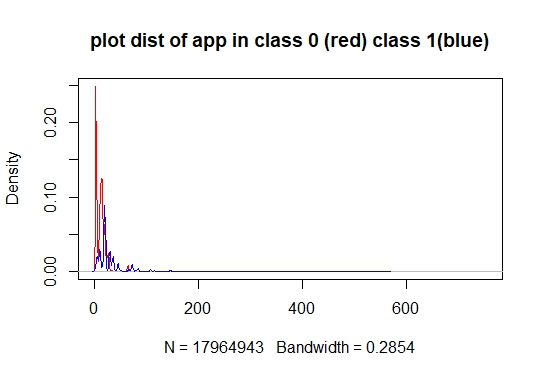 plot dist of app in class 0 (red) class 1(blue)
Density
0.20
0.10
0.00
0 200 400 600
N = 17964943 Bandwidth = 0.2854